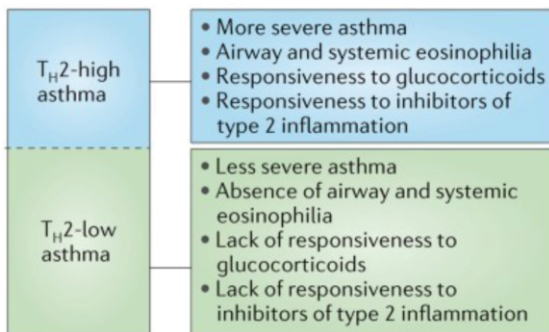 T_H2-high
asthma
• More severe asthma
• Airway and systemic eosinophilia
• Responsiveness to glucocorticoids
• Responsiveness to inhibitors of
type 2 inflammation
T_H2-low
asthma
• Less severe asthma
• Absence of airway and systemic
eosinophilia
• Lack of responsiveness to
glucocorticoids
• Lack of responsiveness to
inhibitors of type 2 inflammation